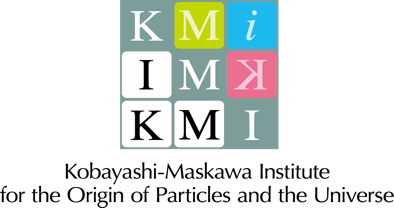 K M i
I M K
K M I
Kobayashi-Maskawa Institute
for the Origin of Particles and the Universe